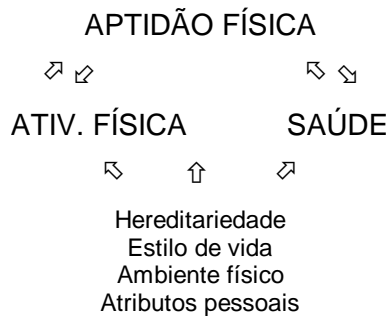 APTIDÃO FÍSICA
ATIV. FÍSICA SAÚDE
Hereditariedade
Estilo de vida
Ambiente físico
Atributos pessoais